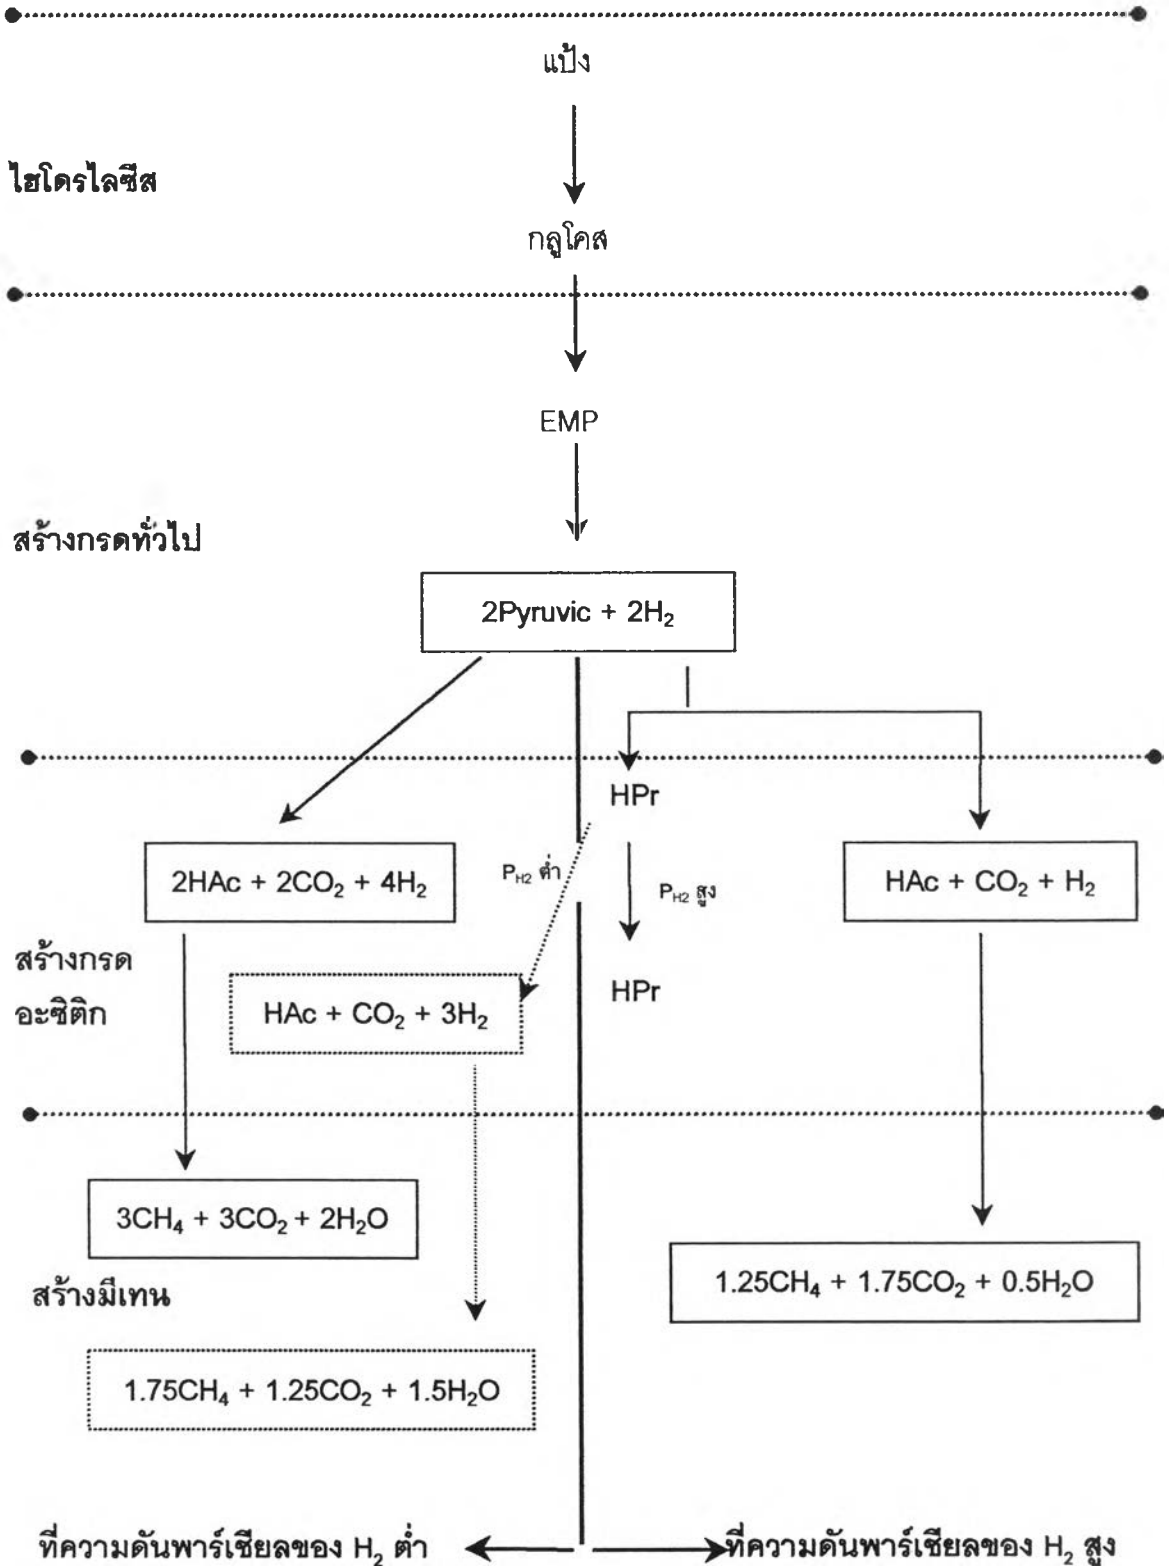 แป้ง
ไฮโดรไลซีส
กลูโคส
EMP
สร้างกรดทั่วไป
2Pyruvic + 2H₂
HPr
2HAc + 2CO₂ + 4H₂
P_H2 ต่ำ
P_H2 สูง
HAc + CO₂ + H₂
สร้างกรด
อะซิติก
HAc + CO₂ + 3H₂
HPr
3CH₄ + 3CO₂ + 2H₂O
1.25CH₄ + 1.75CO₂ + 0.5H₂O
สร้างมีเทน
1.75CH₄ + 1.25CO₂ + 1.5H₂O
ที่ความดันพาร์เชียลของ H₂ ต่ำ
ที่ความดันพาร์เชียลของ H₂ สูง